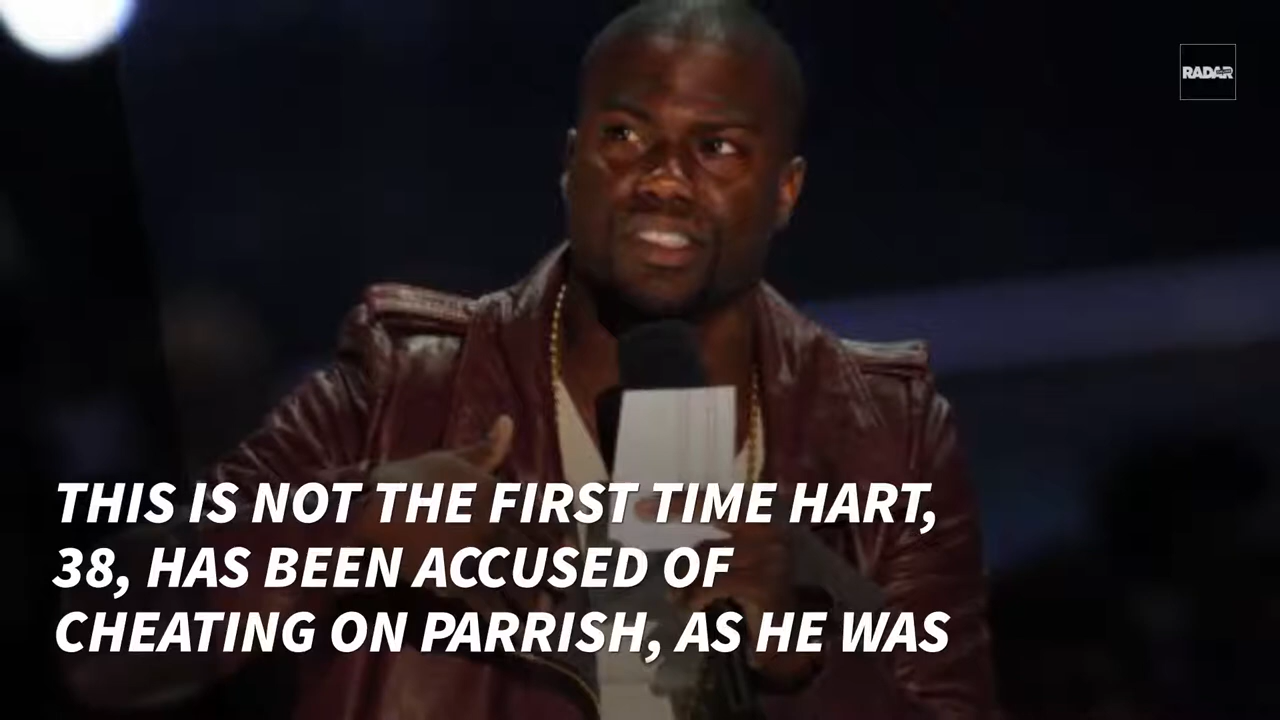 RADAR
THIS IS NOT THE FIRST TIME HART,
38, HAS BEEN ACCUSED OF
CHEATING ON PARRISH, AS HE WAS